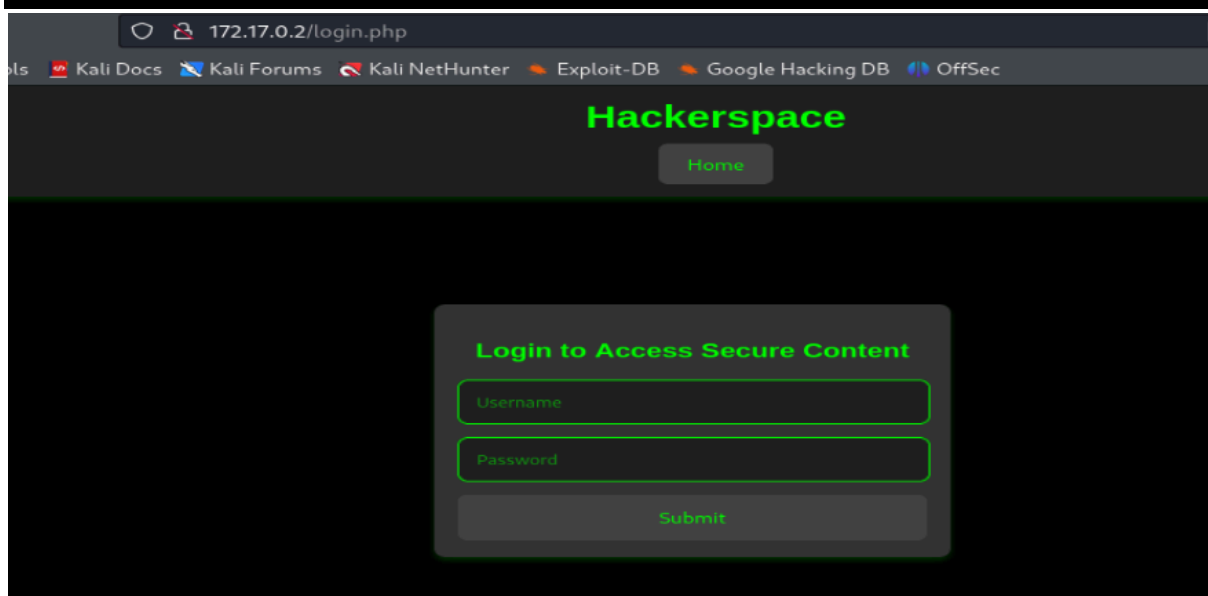 172.17.0.2/login.php
ols Kali Docs Kali Forums Kali NetHunter Exploit-DB Google Hacking DB OffSec
Hackerspace
Home
Login to Access Secure Content
Username
Password
Submit